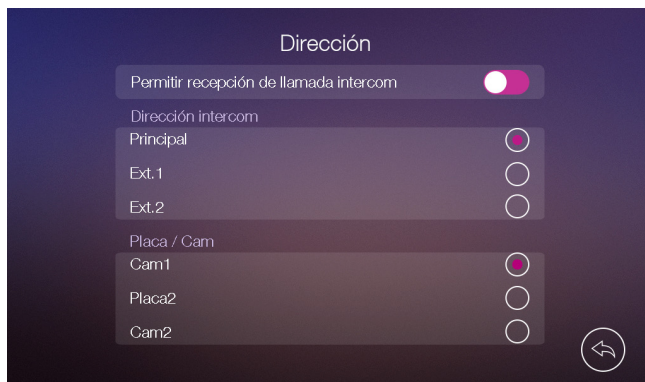 Dirección
Permitir recepción de llamada intercom
Dirección intercom
Principal
Ext.1
Ext.2
Placa / Cam
Cam1
Placa2
Cam2